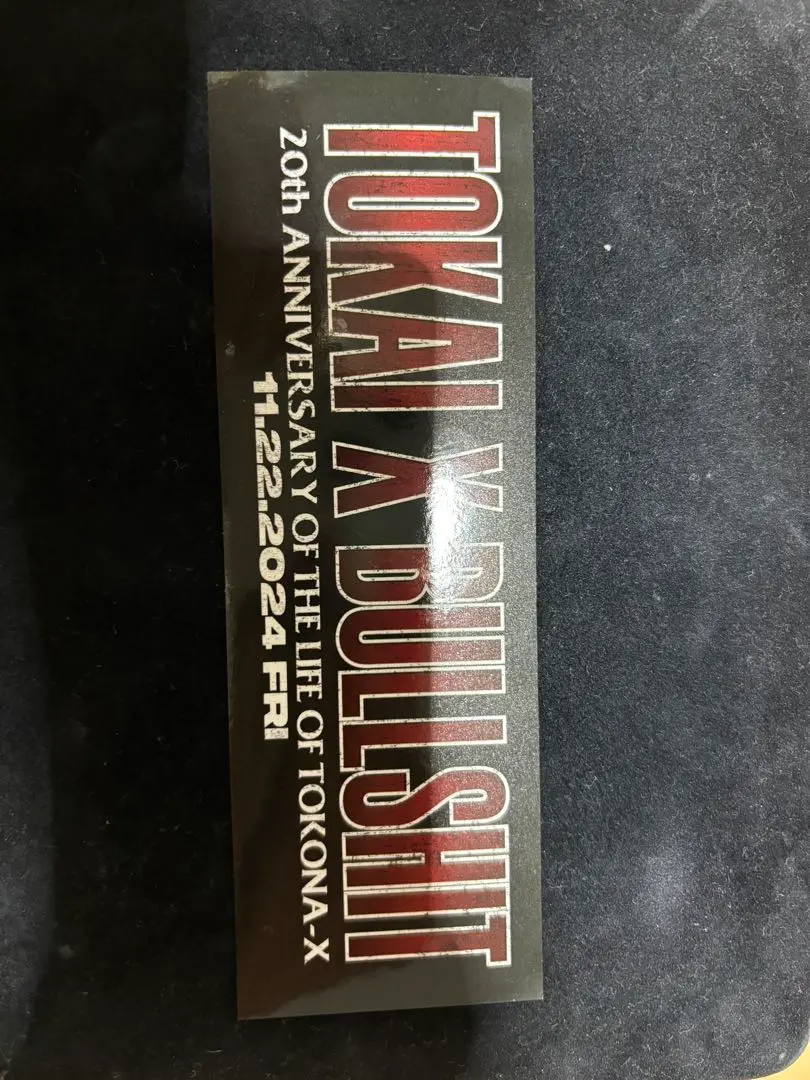 TOKAI X BULLSHIT
20th ANNIVERSARY OF THE LIFE OF TOKONA-X
11.22.2024 FRI